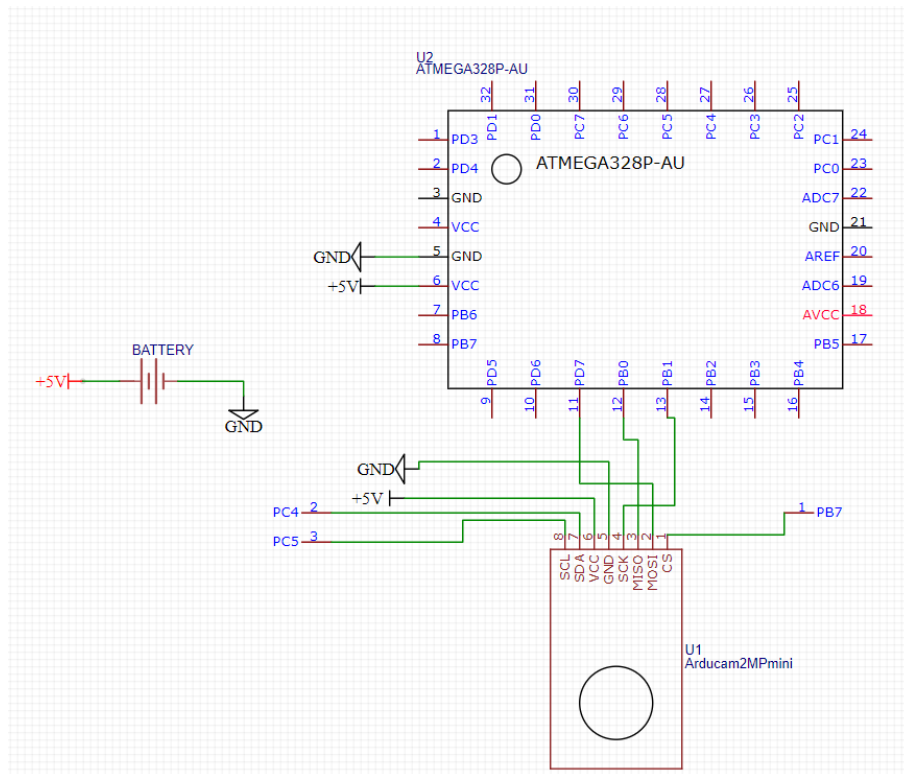 U2
ATMEGA328P-AU
32 31 30 29 28 27 26 25
PD1 PD0 PC7 PC6 PC5 PC4 PC3 PC2
1 PD3 PC1 24
ATMEGA328P-AU
2 PD4 PC0 23
3 GND ADC7 22
4 VCC GND 21
GND 5 GND AREF 20
+5V 6 VCC ADC6 19
7 PB6 AVCC 18
8 PB7 PB5 17
BATTERY
PD5 PD6 PD7 PB0 PB1 PB2 PB3 PB4
+5V
9 10 11 12 13 14 15 16
GND
GND
+5V
PC4 2 1 PB7
PC5 3
8 7 6 5 4 3 2 1
SCL SDA VCC GND SCK MISO MOSI CS
U1
Arducam2MPmini